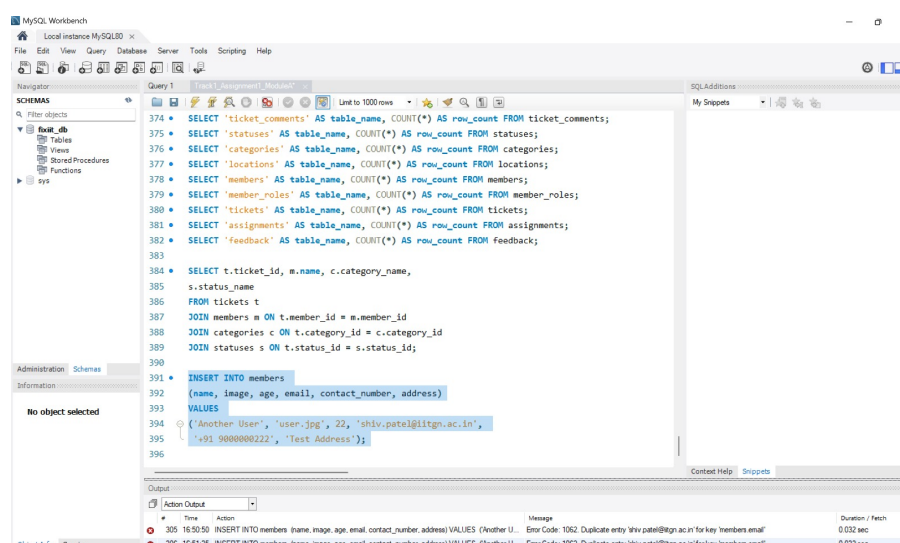 MySQL Workbench
Local instance MySQL80 ×
File Edit View Query Database Server Tools Scripting Help
Navigator
SCHEMAS
Filter objects
fixiit_db
Tables
Views
Stored Procedures
Functions
sys
Administration Schemas
Information
No object selected
Query 1 Track1_Assignment1_ModuleA* ×
Limit to 1000 rows
374 SELECT 'ticket_comments' AS table_name, COUNT(*) AS row_count FROM ticket_comments;
375 SELECT 'statuses' AS table_name, COUNT(*) AS row_count FROM statuses;
376 SELECT 'categories' AS table_name, COUNT(*) AS row_count FROM categories;
377 SELECT 'locations' AS table_name, COUNT(*) AS row_count FROM locations;
378 SELECT 'members' AS table_name, COUNT(*) AS row_count FROM members;
379 SELECT 'member_roles' AS table_name, COUNT(*) AS row_count FROM member_roles;
380 SELECT 'tickets' AS table_name, COUNT(*) AS row_count FROM tickets;
381 SELECT 'assignments' AS table_name, COUNT(*) AS row_count FROM assignments;
382 SELECT 'feedback' AS table_name, COUNT(*) AS row_count FROM feedback;
383
384 SELECT t.ticket_id, m.name, c.category_name,
385 s.status_name
386 FROM tickets t
387 JOIN members m ON t.member_id = m.member_id
388 JOIN categories c ON t.category_id = c.category_id
389 JOIN statuses s ON t.status_id = s.status_id;
390
391 INSERT INTO members
392 (name, image, age, email, contact_number, address)
393 VALUES
394 ('Another User', 'user.jpg', 22, 'shiv.patel@iitgn.ac.in',
395 '+91 9000000222', 'Test Address');
396
SQLAdditions
My Snippets
Context Help Snippets
Output
Action Output
# Time Action Message Duration / Fetch
305 16:50:50 INSERT INTO members (name, image, age, email, contact_number, address) VALUES ('Another U... Error Code: 1062. Duplicate entry 'shiv.patel@iitgn.ac.in' for key 'members.email' 0.032 sec